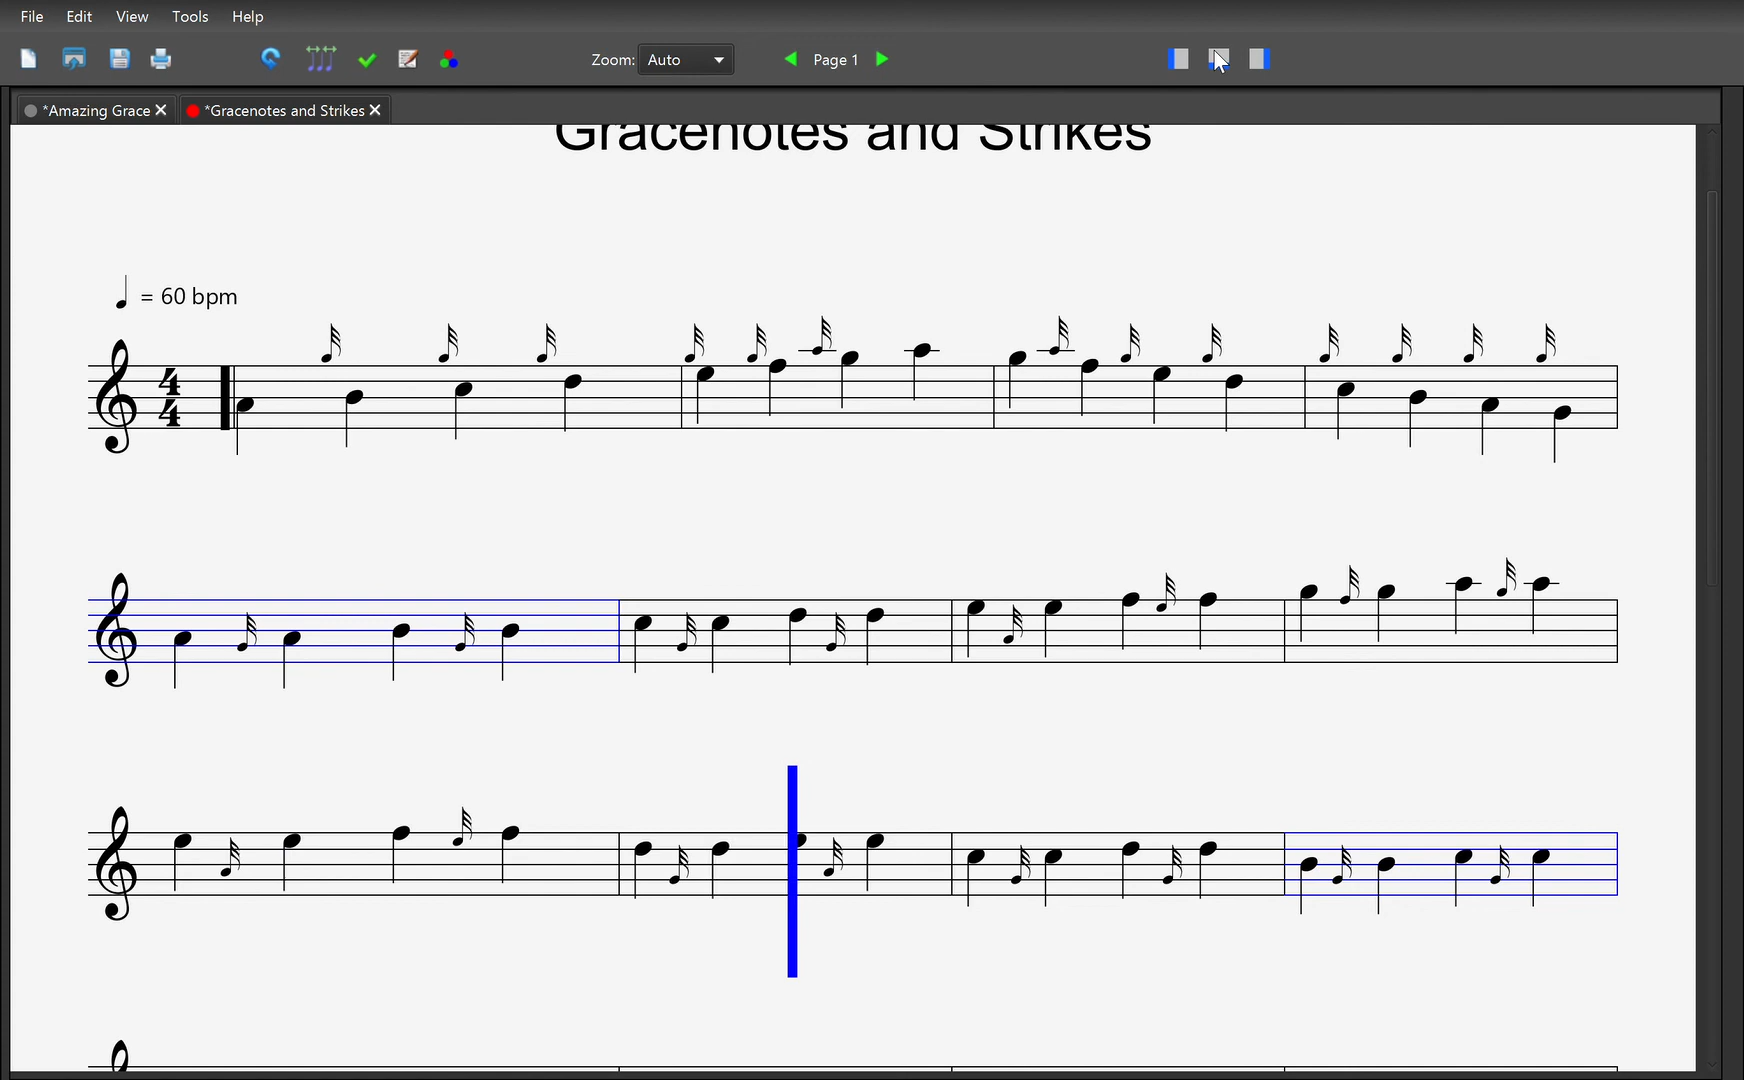 File Edit View Tools Help
Zoom: Auto Page 1
*Amazing Grace *Gracenotes and Strikes
Gracenotes and Strikes
= 60 bpm
4
4